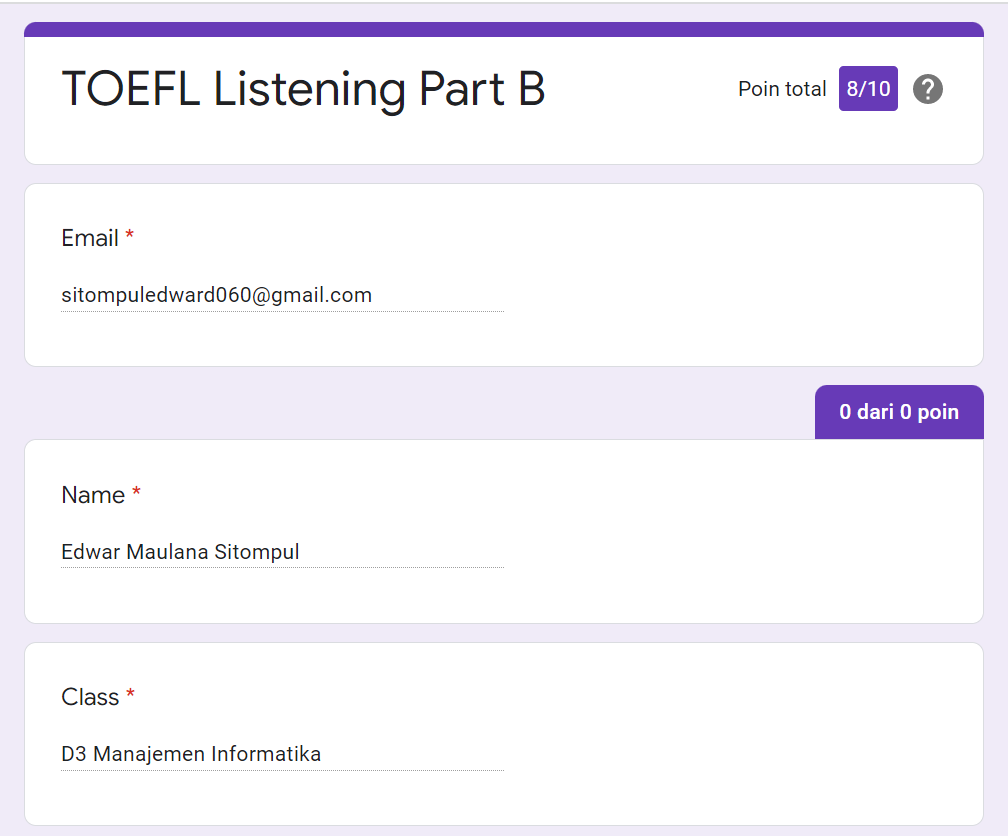 TOEFL Listening Part B
Poin total 8/10
Email *
sitompuledward060@gmail.com
0 dari 0 poin
Name *
Edwar Maulana Sitompul
Class *
D3 Manajemen Informatika